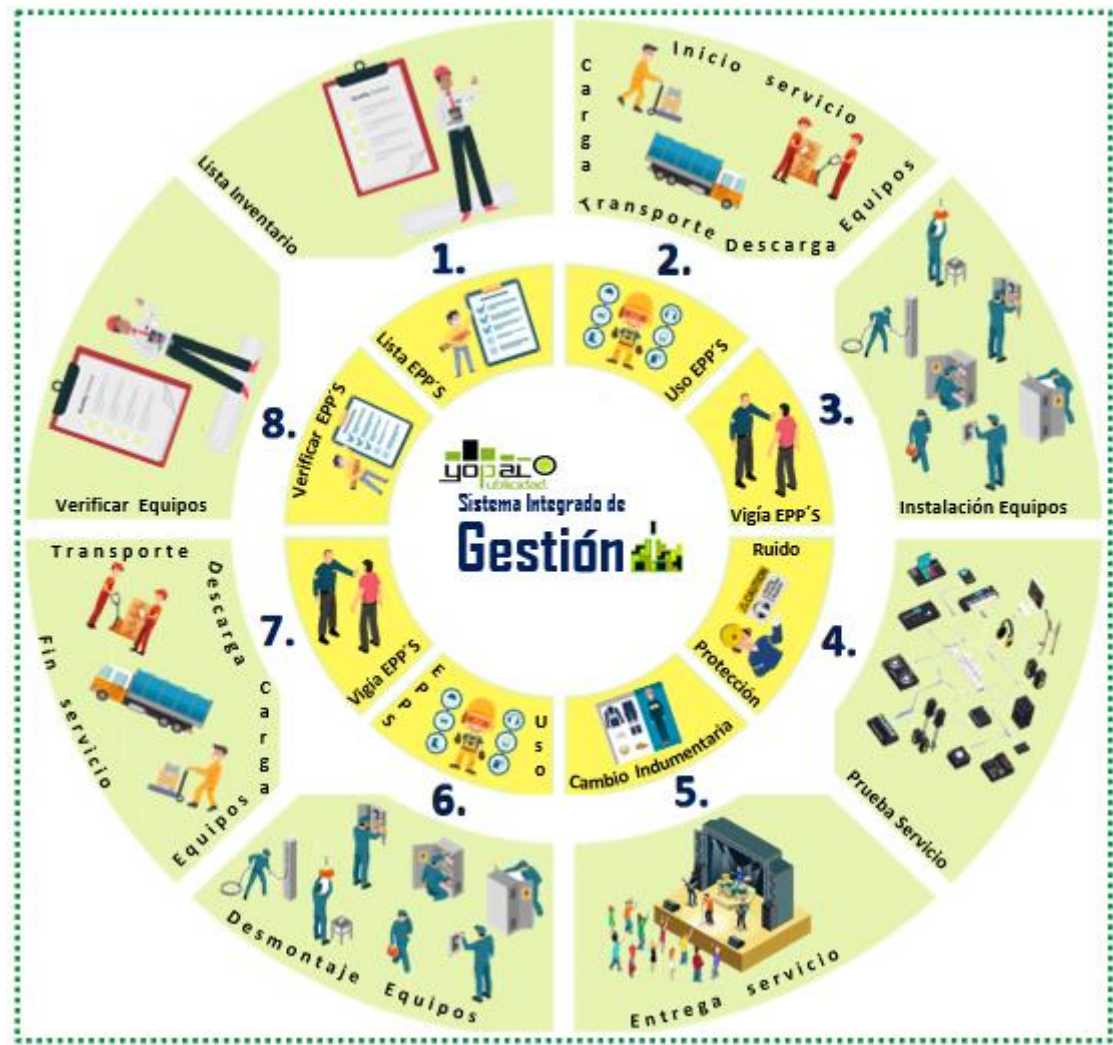 Lista Inventario
1.
Lista EPP´S
Inicio servicio
Carga
Transporte Descarga Equipos
2.
Uso EPP´S
3.
Vigía EPP´S
Instalación Equipos
Ruido
Protección
4.
Prueba Servicio
Cambio Indumentaria
5.
Entrega servicio
Uso EPPS
6.
Desmontaje Equipos
Vigía EPP'S
7.
Transporte
Descarga
Carga
Equipos
Fin servicio
8.
Verificar EPP´S
Verificar Equipos
yopal
Publicidad
Sistema Integrado de
Gestión